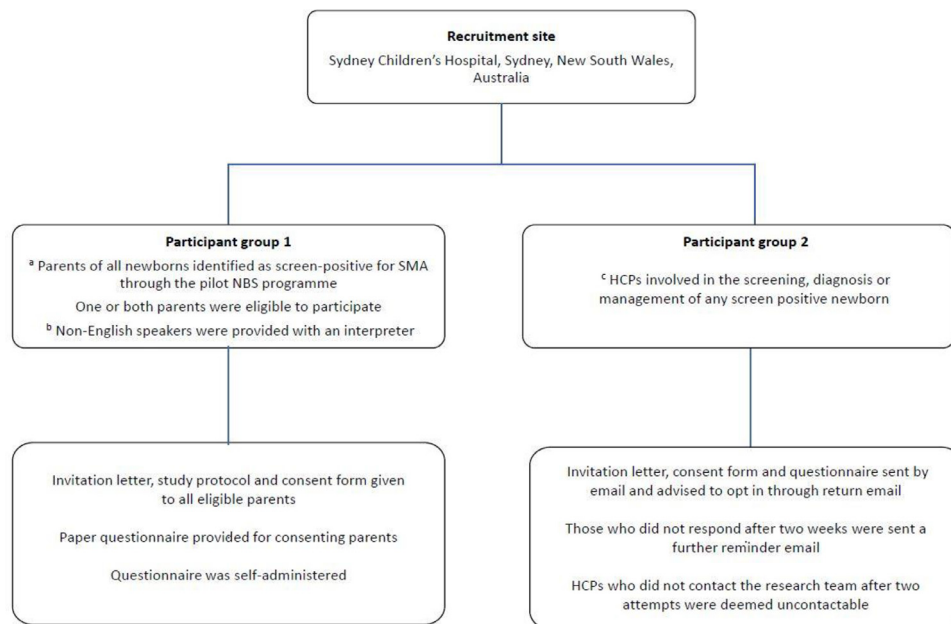 Recruitment site
Sydney Children's Hospital, Sydney, New South Wales,
Australia
Participant group 1
a Parents of all newborns identified as screen-positive for SMA
through the pilot NBS programme
One or both parents were eligible to participate
b Non-English speakers were provided with an interpreter
Participant group 2
c HCPs involved in the screening, diagnosis or
management of any screen positive newborn
Invitation letter, study protocol and consent form given
to all eligible parents
Paper questionnaire provided for consenting parents
Questionnaire was self-administered
Invitation letter, consent form and questionnaire sent by
email and advised to opt in through return email
Those who did not respond after two weeks were sent a
further reminder email
HCPs who did not contact the research team after two
attempts were deemed uncontactable